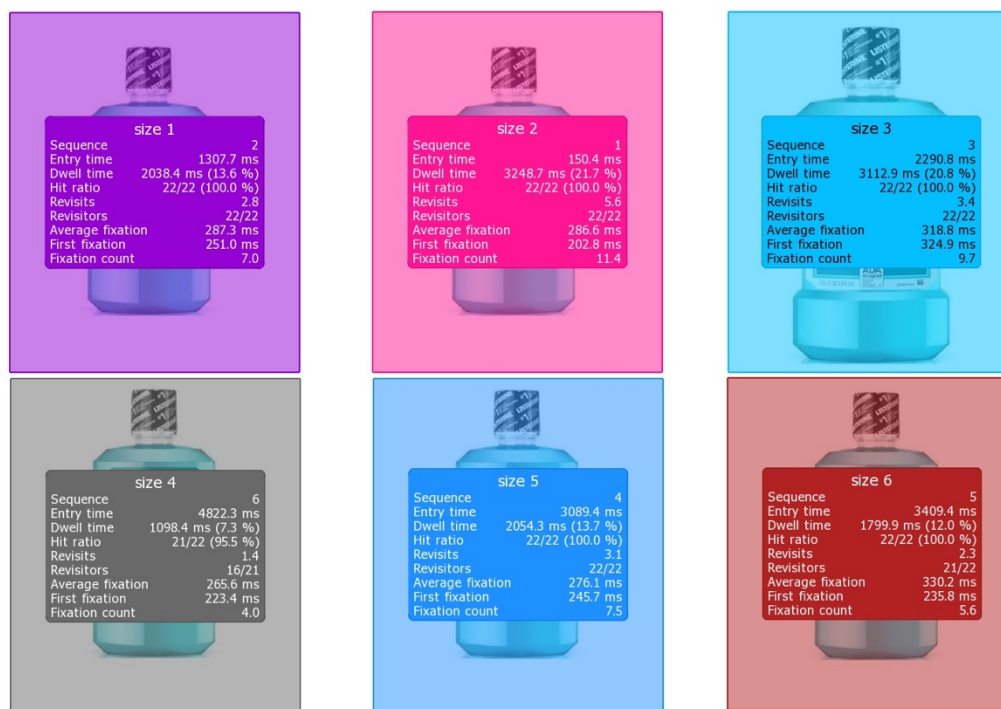 size 1
Sequence 2
Entry time 1307.7 ms
Dwell time 2038.4 ms (13.6 %)
Hit ratio 22/22 (100.0 %)
Revisits 2.8
Revisitors 22/22
Average fixation 287.3 ms
First fixation 251.0 ms
Fixation count 7.0
size 2
Sequence 1
Entry time 150.4 ms
Dwell time 3248.7 ms (21.7 %)
Hit ratio 22/22 (100.0 %)
Revisits 5.6
Revisitors 22/22
Average fixation 286.6 ms
First fixation 202.8 ms
Fixation count 11.4
size 3
Sequence 3
Entry time 2290.8 ms
Dwell time 3112.9 ms (20.8 %)
Hit ratio 22/22 (100.0 %)
Revisits 3.4
Revisitors 22/22
Average fixation 318.8 ms
First fixation 324.9 ms
Fixation count 9.7
ADA
size 4
Sequence 6
Entry time 4822.3 ms
Dwell time 1098.4 ms (7.3 %)
Hit ratio 21/22 (95.5 %)
Revisits 1.4
Revisitors 16/21
Average fixation 265.6 ms
First fixation 223.4 ms
Fixation count 4.0
size 5
Sequence 4
Entry time 3089.4 ms
Dwell time 2054.3 ms (13.7 %)
Hit ratio 22/22 (100.0 %)
Revisits 3.1
Revisitors 22/22
Average fixation 276.1 ms
First fixation 245.7 ms
Fixation count 7.5
size 6
Sequence 5
Entry time 3409.4 ms
Dwell time 1799.9 ms (12.0 %)
Hit ratio 22/22 (100.0 %)
Revisits 2.3
Revisitors 21/22
Average fixation 330.2 ms
First fixation 235.8 ms
Fixation count 5.6